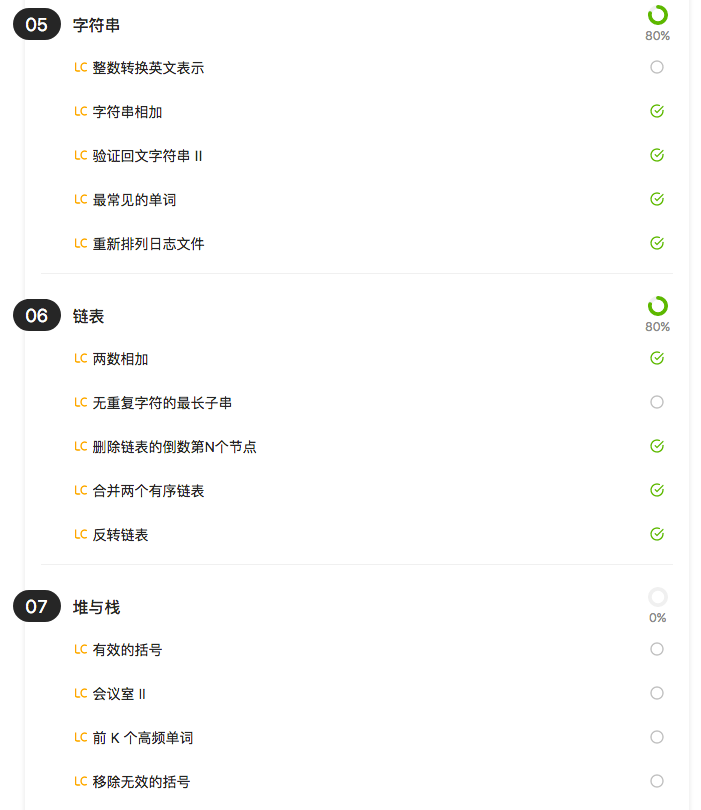 05 字符串 80%
LC 整数转换英文表示
LC 字符串相加
LC 验证回文字符串 II
LC 最常见的单词
LC 重新排列日志文件
06 链表 80%
LC 两数相加
LC 无重复字符的最长子串
LC 删除链表的倒数第N个节点
LC 合并两个有序链表
LC 反转链表
07 堆与栈 0%
LC 有效的括号
LC 会议室 II
LC 前 K 个高频单词
LC 移除无效的括号